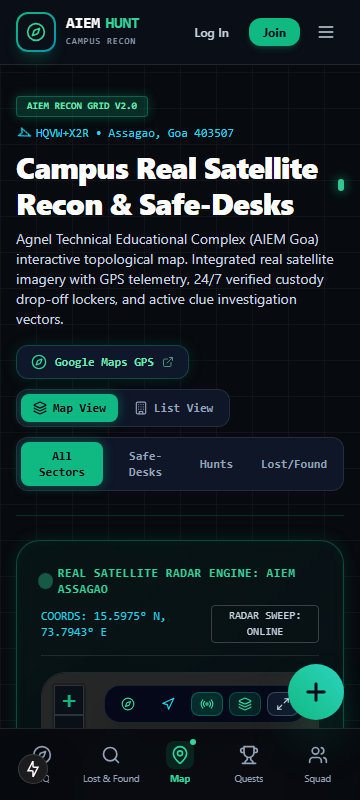 AIEM HUNT
CAMPUS RECON
Log In
Join
AIEM RECON GRID V2.0
HQVW+X2R • Assagao, Goa 403507
Campus Real Satellite
Recon & Safe-Desks
Agnel Technical Educational Complex (AIEM Goa)
interactive topological map. Integrated real satellite
imagery with GPS telemetry, 24/7 verified custody
drop-off lockers, and active clue investigation
vectors.
Google Maps GPS
Map View
List View
All
Sectors
Safe-
Desks
Hunts
Lost/Found
REAL SATELLITE RADAR ENGINE: AIEM
ASSAGAO
COORDS: 15.5975° N,
73.7943° E
RADAR SWEEP:
ONLINE
+
Lost & Found
Map
Quests
Squad